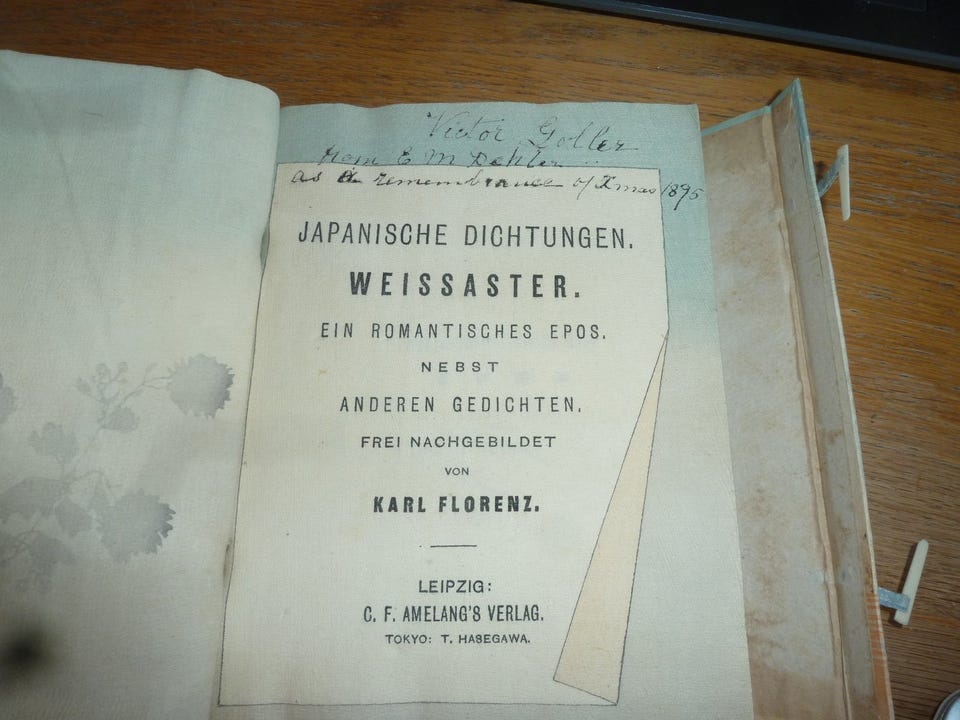 Victor Goller
from E M Dehler
as a remembrance of Xmas 1895
JAPANISCHE DICHTUNGEN.
WEISSASTER.
EIN ROMANTISCHES EPOS.
NEBST
ANDEREN GEDICHTEN.
FREI NACHGEBILDET
VON
KARL FLORENZ.
LEIPZIG:
C. F. AMELANG'S VERLAG.
TOKYO: T. HASEGAWA.